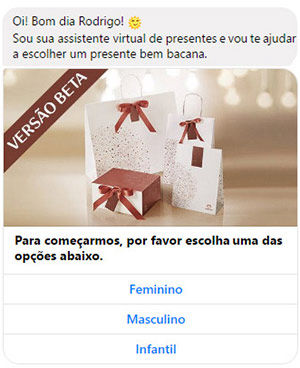 Oi! Bom dia Rodrigo! 🌞
Sou sua assistente virtual de presentes e vou te ajudar
a escolher um presente bem bacana.
VERSÃO BETA
Para começarmos, por favor escolha uma das
opções abaixo.
Feminino
Masculino
Infantil